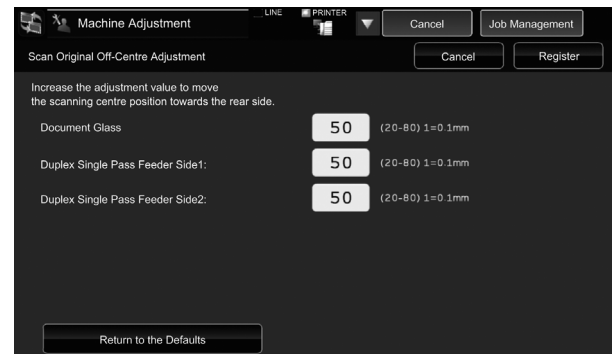 Machine Adjustment
LINE
PRINTER
Cancel
Job Management
Scan Original Off-Centre Adjustment
Cancel
Register
Increase the adjustment value to move
the scanning centre position towards the rear side.
Document Glass
50
(20-80) 1=0.1mm
Duplex Single Pass Feeder Side1:
50
(20-80) 1=0.1mm
Duplex Single Pass Feeder Side2:
50
(20-80) 1=0.1mm
Return to the Defaults